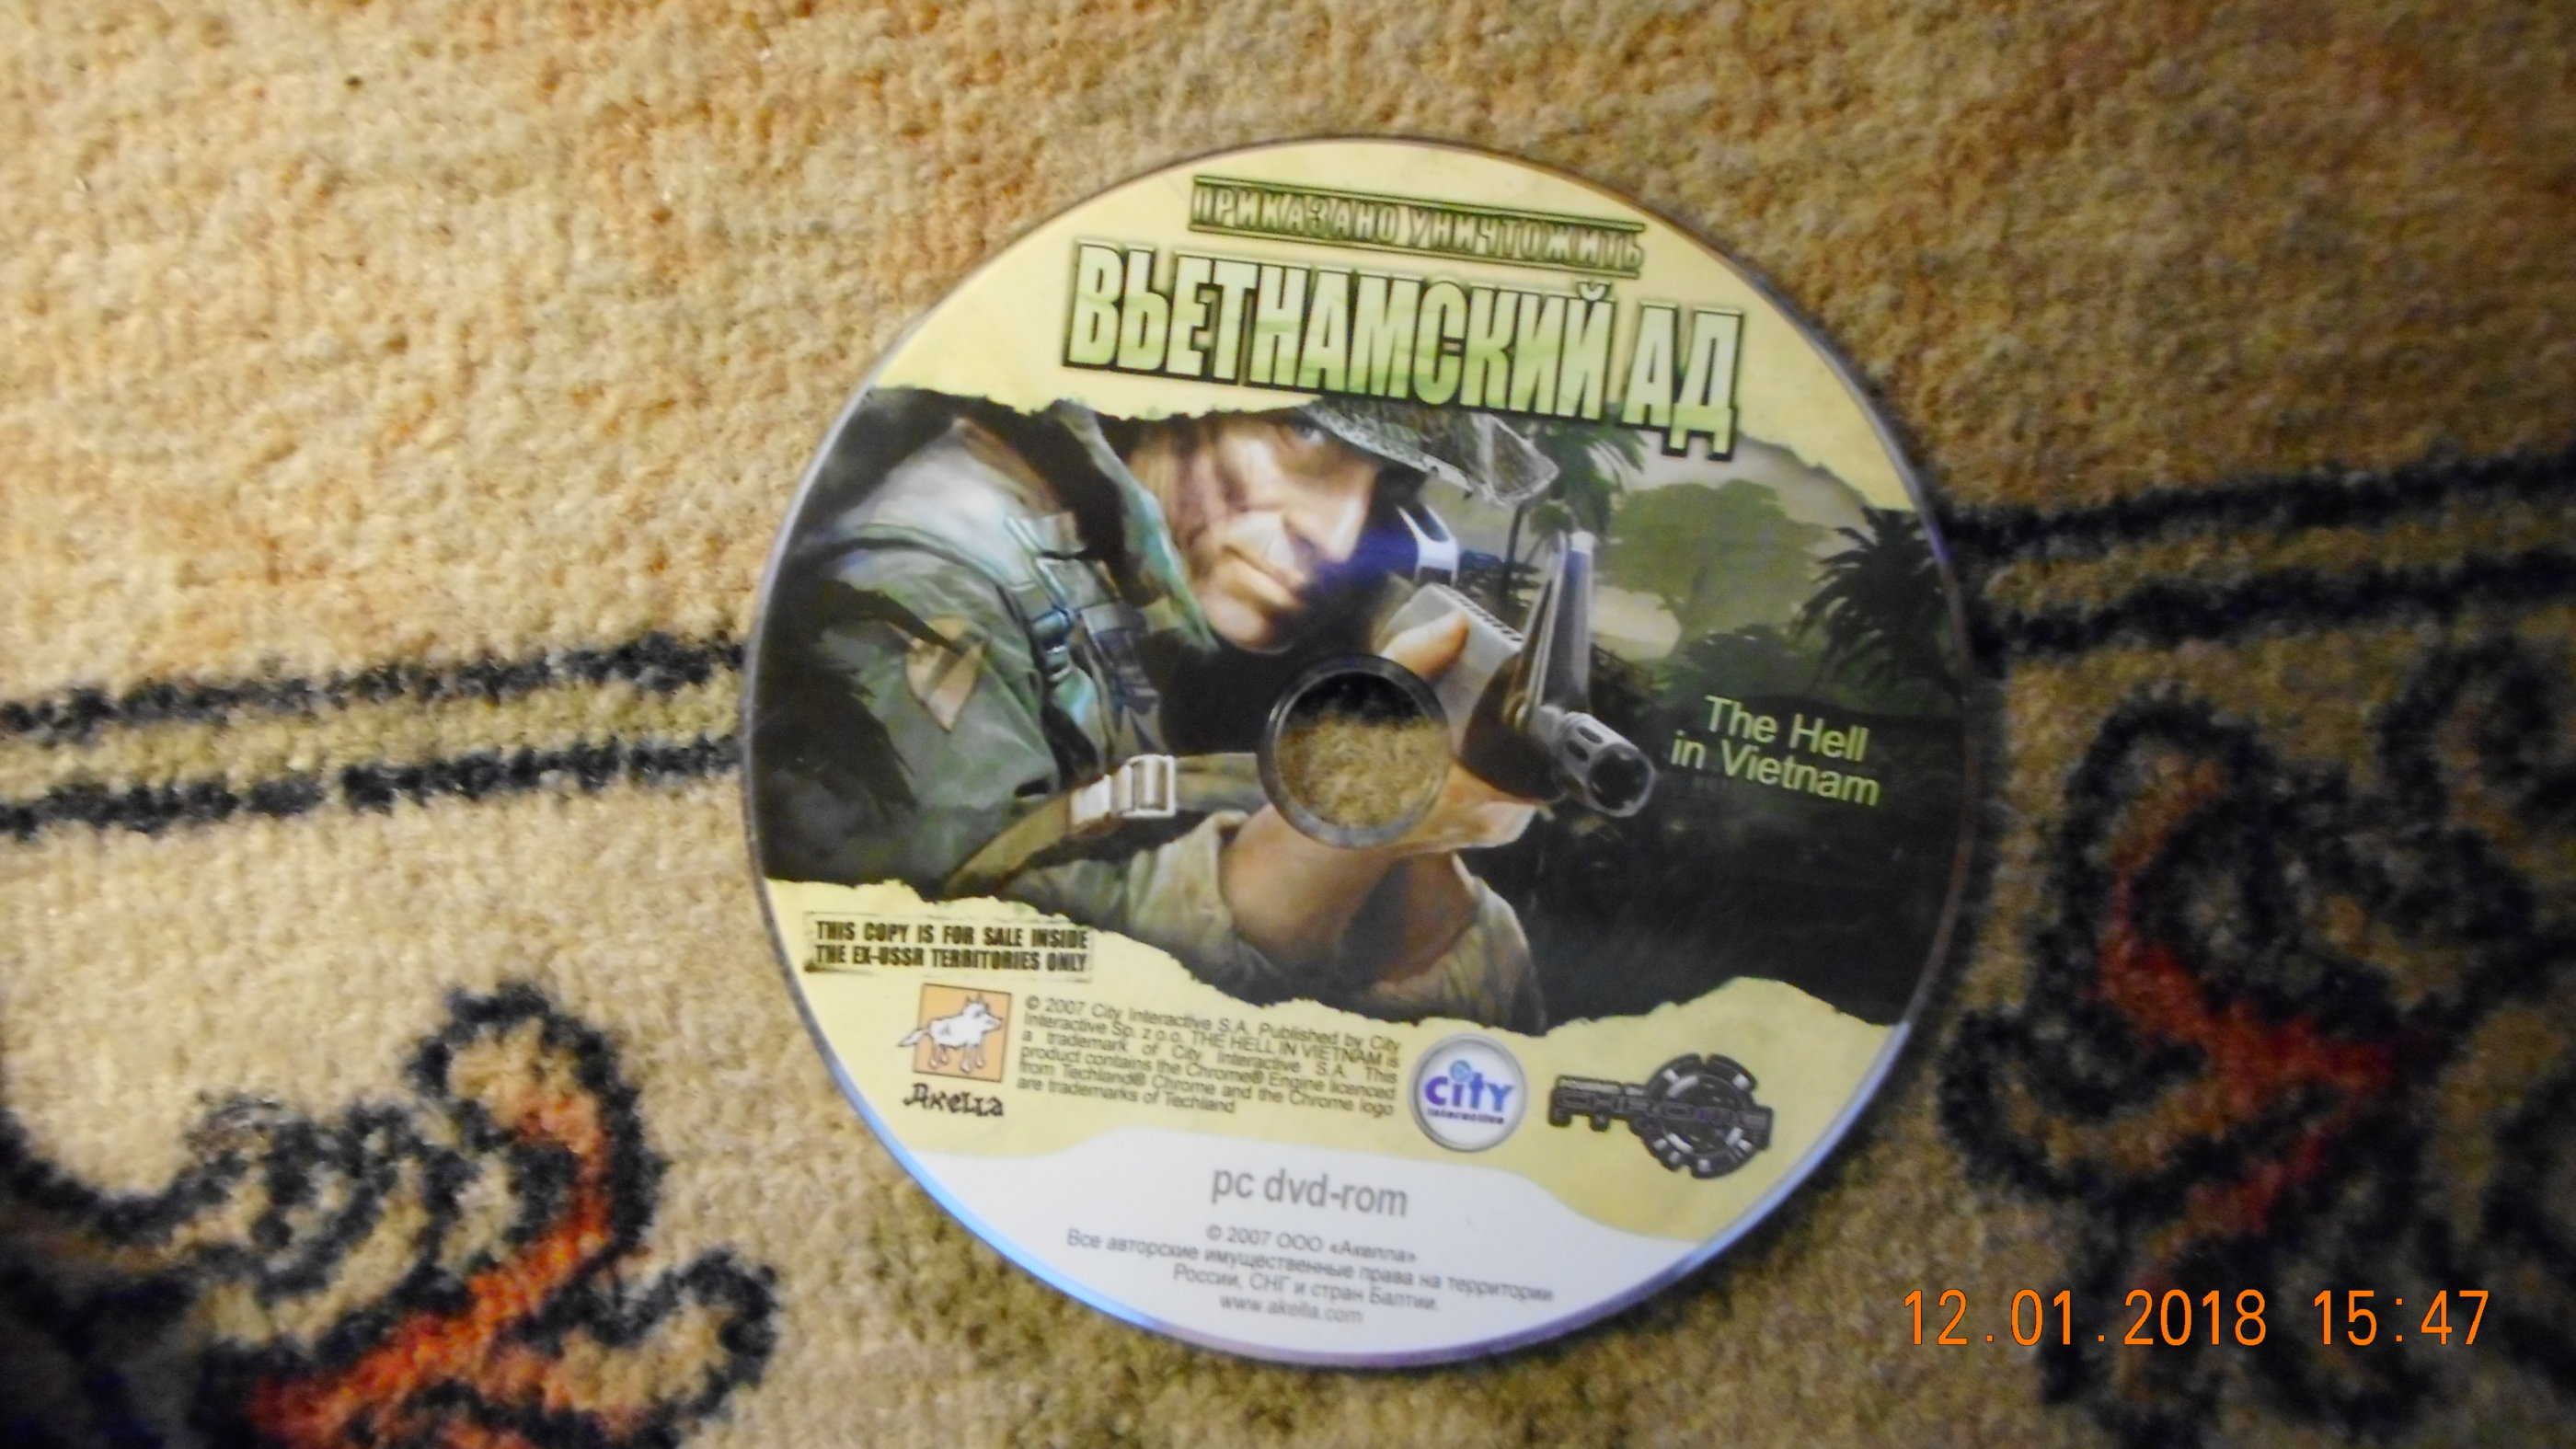 ПРИКАЗАНО УНИЧТОЖИТЬ
ВЬЕТНАМСКИЙ АД
The Hell
in Vietnam
THIS COPY IS FOR SALE INSIDE
THE EX-USSR TERRITORIES ONLY
Акелла
© 2007 City Interactive S.A. Published by City
Interactive Sp. z o.o. THE HELL IN VIETNAM is
a trademark of City Interactive S.A. This
product contains the Chrome® Engine licenced
from Techland® Chrome and the Chrome logo
are trademarks of Techland
city
interactive
CHROME
pc dvd-rom
© 2007 ООО «Акелла»
Все авторские имущественные права на территории
России, СНГ и стран Балтии.
www.akella.com
12.01.2018 15:47